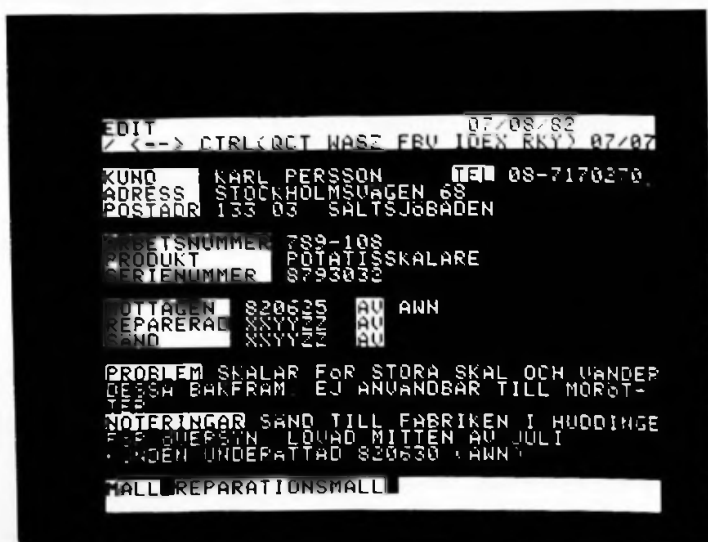 EDIT 07/08/82
/ <--> CTRL(QCT WASZ FBV IDEX RKY) 07/07
KUND KARL PERSSON TEL 08-7170270
ADRESS STOCKHOLMSVaGEN 68
POSTADR 133 03 SALTSJoBADEN
ARBETSNUMMER 789-108
PRODUKT POTATISSKALARE
SERIENUMMER 8793032
MOTTAGEN 820625 AV AWN
REPARERAD XXYYZZ AV
SAND XXYYZZ AV
PROBLEM SKALAR FoR STORA SKAL OCH VANDER
DESSA BAKFRAM. EJ ANVANDBAR TILL MORoT-
TER
NOTERINGAR SAND TILL FABRIKEN I HUDDINGE
FoR oVERSYN. LOVAD MITTEN AV JULI
KUNDEN UNDERATTAD 820630 (AWN)
MALL REPARATIONSMALL